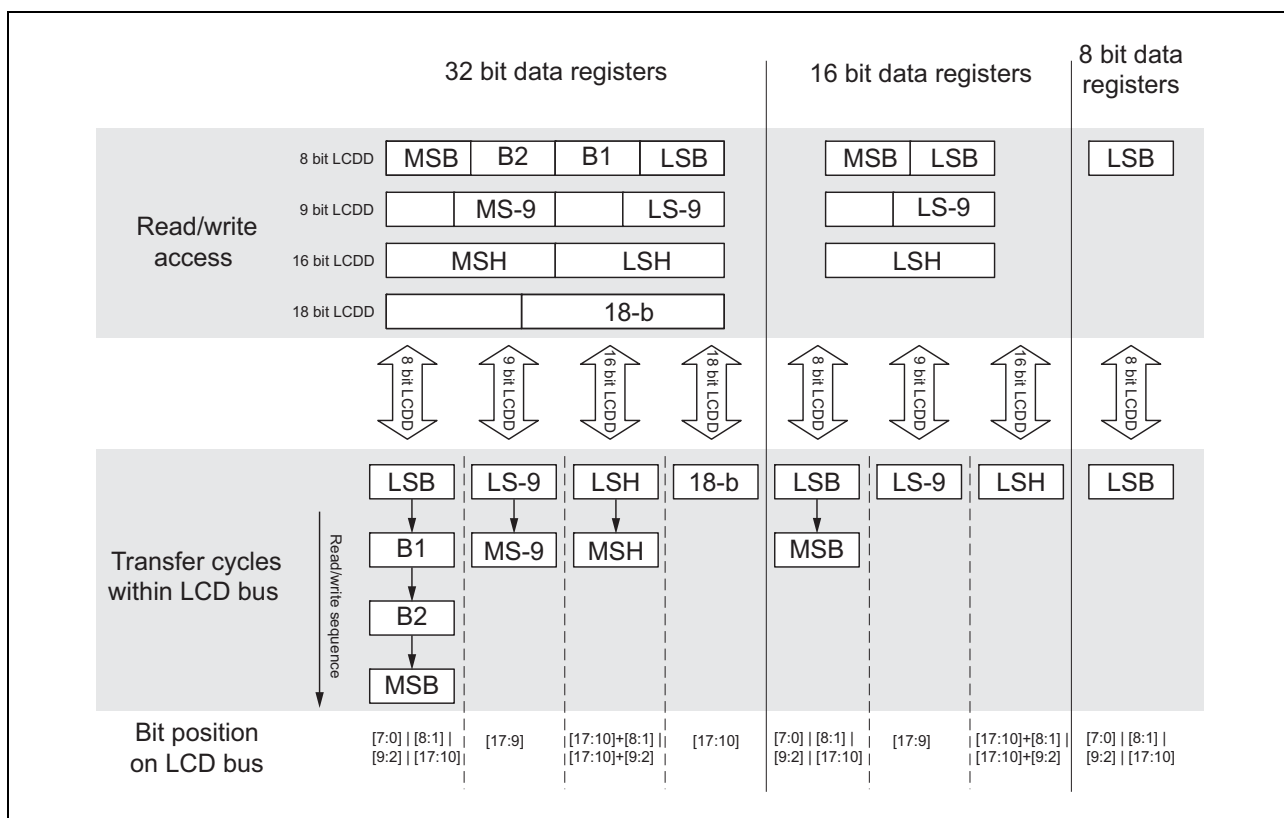 32 bit data registers
16 bit data registers
8 bit data
registers
Read/write
access
8 bit LCDD
MSB B2 B1 LSB
MSB LSB
LSB
9 bit LCDD
MS-9 LS-9
LS-9
16 bit LCDD
MSH LSH
LSH
18 bit LCDD
18-b
8 bit LCDD
9 bit LCDD
16 bit LCDD
18 bit LCDD
8 bit LCDD
9 bit LCDD
16 bit LCDD
8 bit LCDD
Transfer cycles
within LCD bus
Read/write sequence
LSB LS-9 LSH 18-b LSB LS-9 LSH LSB
B1 MS-9 MSH MSB
B2
MSB
Bit position
on LCD bus
[7:0] | [8:1] |
[9:2] | [17:10]
[17:9]
[17:10]+[8:1] |
[17:10]+[9:2]
[17:10]
[7:0] | [8:1] |
[9:2] | [17:10]
[17:9]
[17:10]+[8:1] |
[17:10]+[9:2]
[7:0] | [8:1] |
[9:2] | [17:10]